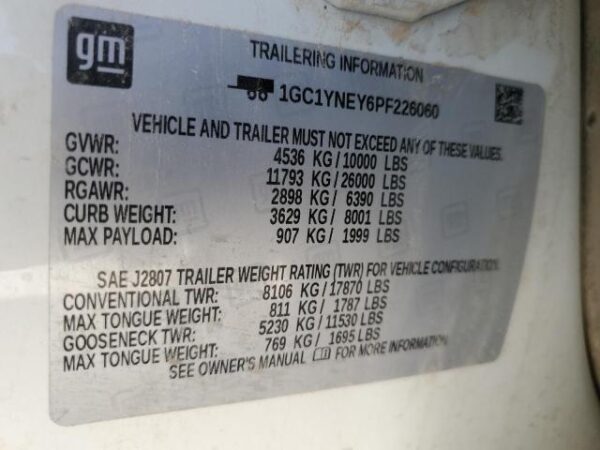 gm
TRAILERING INFORMATION
1GC1YNEY6PF226060
VEHICLE AND TRAILER MUST NOT EXCEED ANY OF THESE VALUES.
GVWR: 4536 KG/10000 LBS
GCWR: 11793 KG/26000 LBS
RGAWR: 2898 KG/ 6390 LBS
CURB WEIGHT: 3629 KG/ 8001 LBS
MAX PAYLOAD: 907 KG/ 1999 LBS
SAE J2807 TRAILER WEIGHT RATING (TWR) FOR VEHICLE CONFIGURATION.
CONVENTIONAL TWR: 8106 KG/17870 LBS
MAX TONGUE WEIGHT: 811 KG/ 1787 LBS
GOOSENECK TWR: 5230 KG/11530 LBS
MAX TONGUE WEIGHT: 769 KG/ 1695 LBS
SEE OWNER'S MANUAL FOR MORE INFORMATION